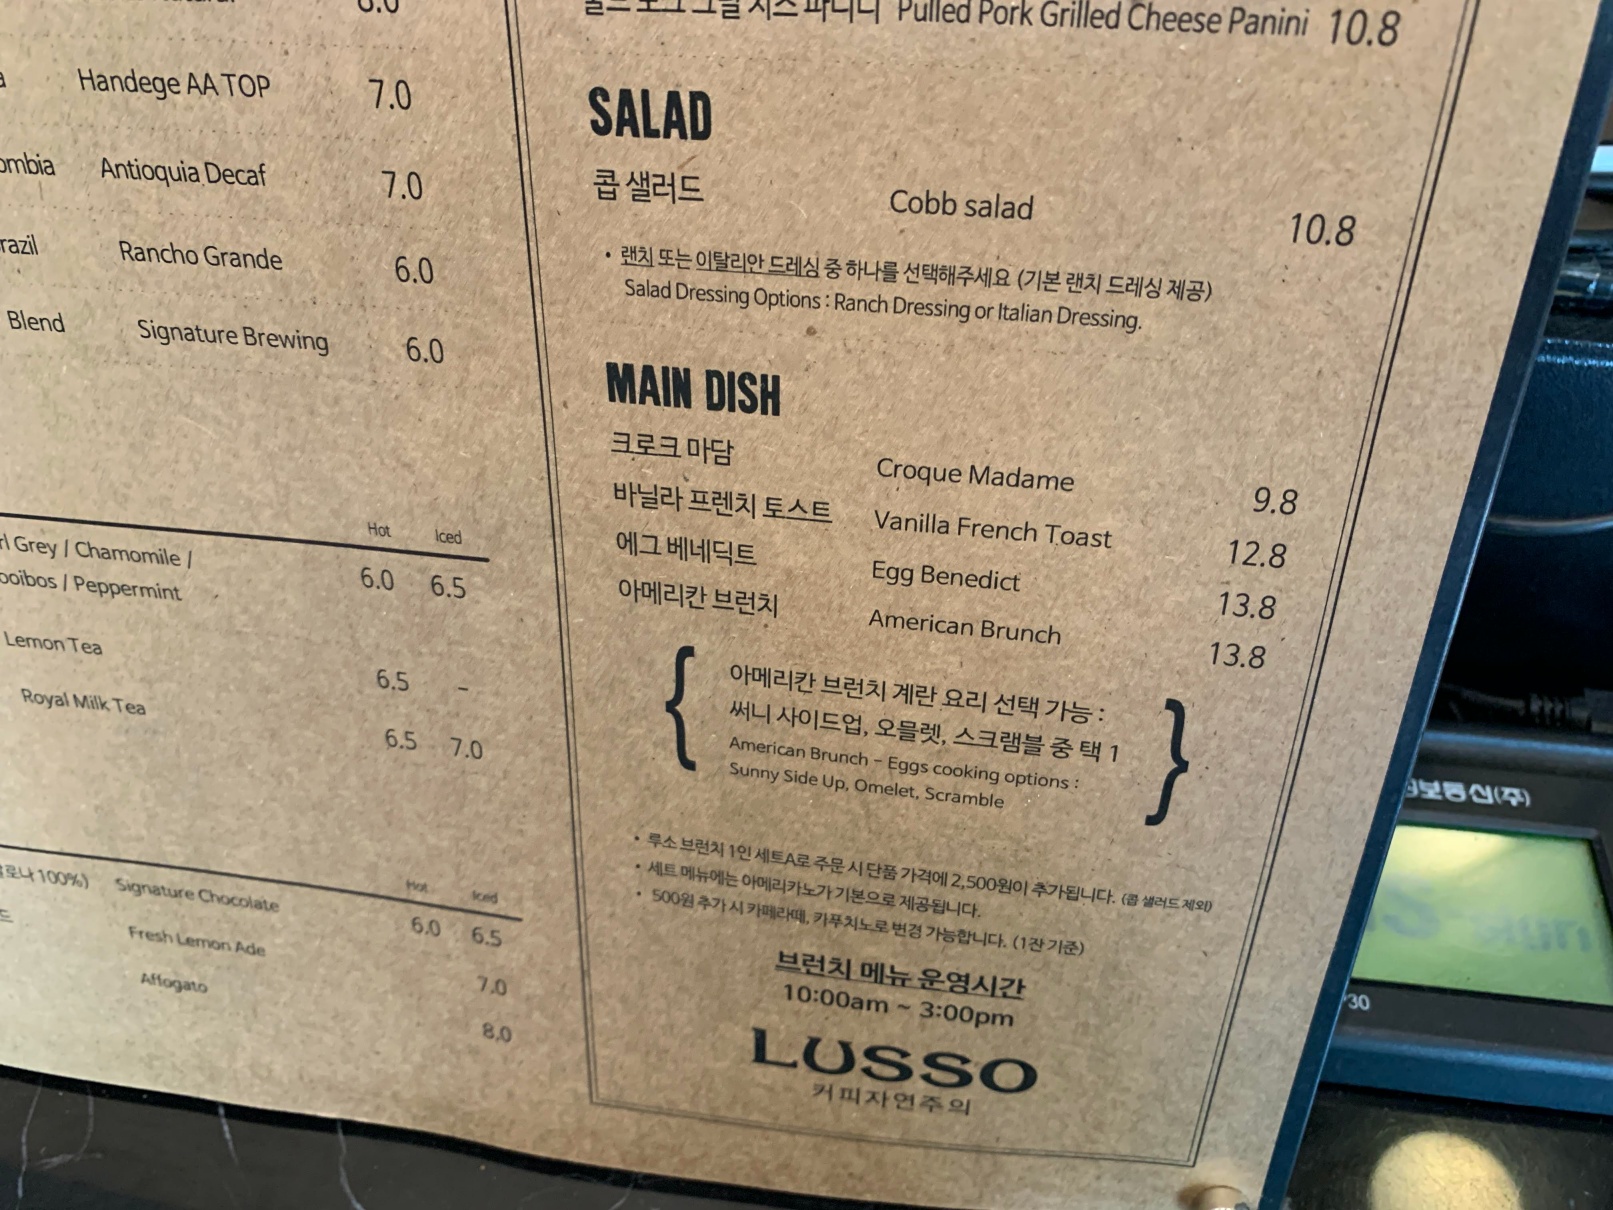 6.0
Handege AA TOP 7.0
Antioquia Decaf 7.0
Rancho Grande 6.0
Blend Signature Brewing 6.0
Hot Iced
Grey / Chamomile / 6.0 6.5
/ Peppermint
Lemon Tea 6.5 –
Royal Milk Tea 6.5 7.0
Hot Iced
100%) Signature Chocolate 6.0 6.5
Fresh Lemon Ade 7.0
Affogato 8.0
Pulled Pork Grilled Cheese Panini 10.8
SALAD
콥 샐러드 Cobb salad 10.8
• 랜치 또는 이탈리안 드레싱 중 하나를 선택해주세요 (기본 랜치 드레싱 제공)
Salad Dressing Options : Ranch Dressing or Italian Dressing.
MAIN DISH
크로크 마담 Croque Madame 9.8
바닐라 프렌치 토스트 Vanilla French Toast 12.8
에그 베네딕트 Egg Benedict 13.8
아메리칸 브런치 American Brunch 13.8
{ 아메리칸 브런치 계란 요리 선택 가능 :
써니 사이드업, 오믈렛, 스크램블 중 택 1
American Brunch – Eggs cooking options :
Sunny Side Up, Omelet, Scramble }
• 루소 브런치 1인 세트A로 주문 시 단품 가격에 2,500원이 추가됩니다. (콥 샐러드 제외)
• 세트 메뉴에는 아메리카노가 기본으로 제공됩니다.
• 500원 추가 시 카페라떼, 카푸치노로 변경 가능합니다. (1잔 기준)
브런치 메뉴 운영시간
10:00am ~ 3:00pm
LUSSO
커피자연주의
보통신(주)